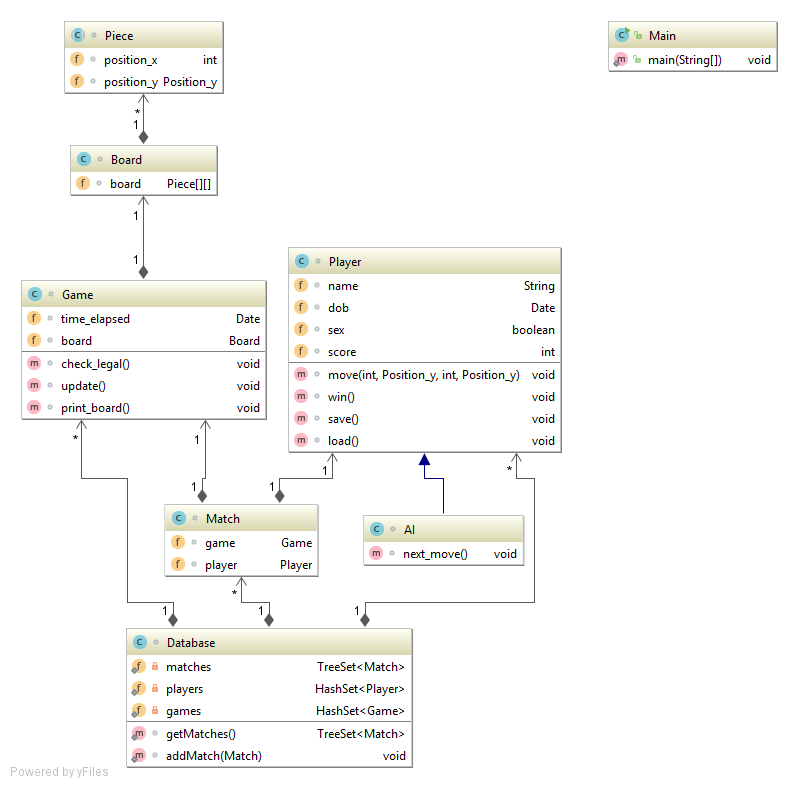 Piece
position_x int
position_y Position_y
Main
main(String[]) void
*
1
Board
board Piece[][]
1
1
Game
time_elapsed Date
board Board
check_legal() void
update() void
print_board() void
Player
name String
dob Date
sex boolean
score int
move(int, Position_y, int, Position_y) void
win() void
save() void
load() void
* 1 1 *
1 1
Match
game Game
player Player
AI
next_move() void
*
1 1 1
Database
matches TreeSet<Match>
players HashSet<Player>
games HashSet<Game>
getMatches() TreeSet<Match>
addMatch(Match) void
Powered by yFiles